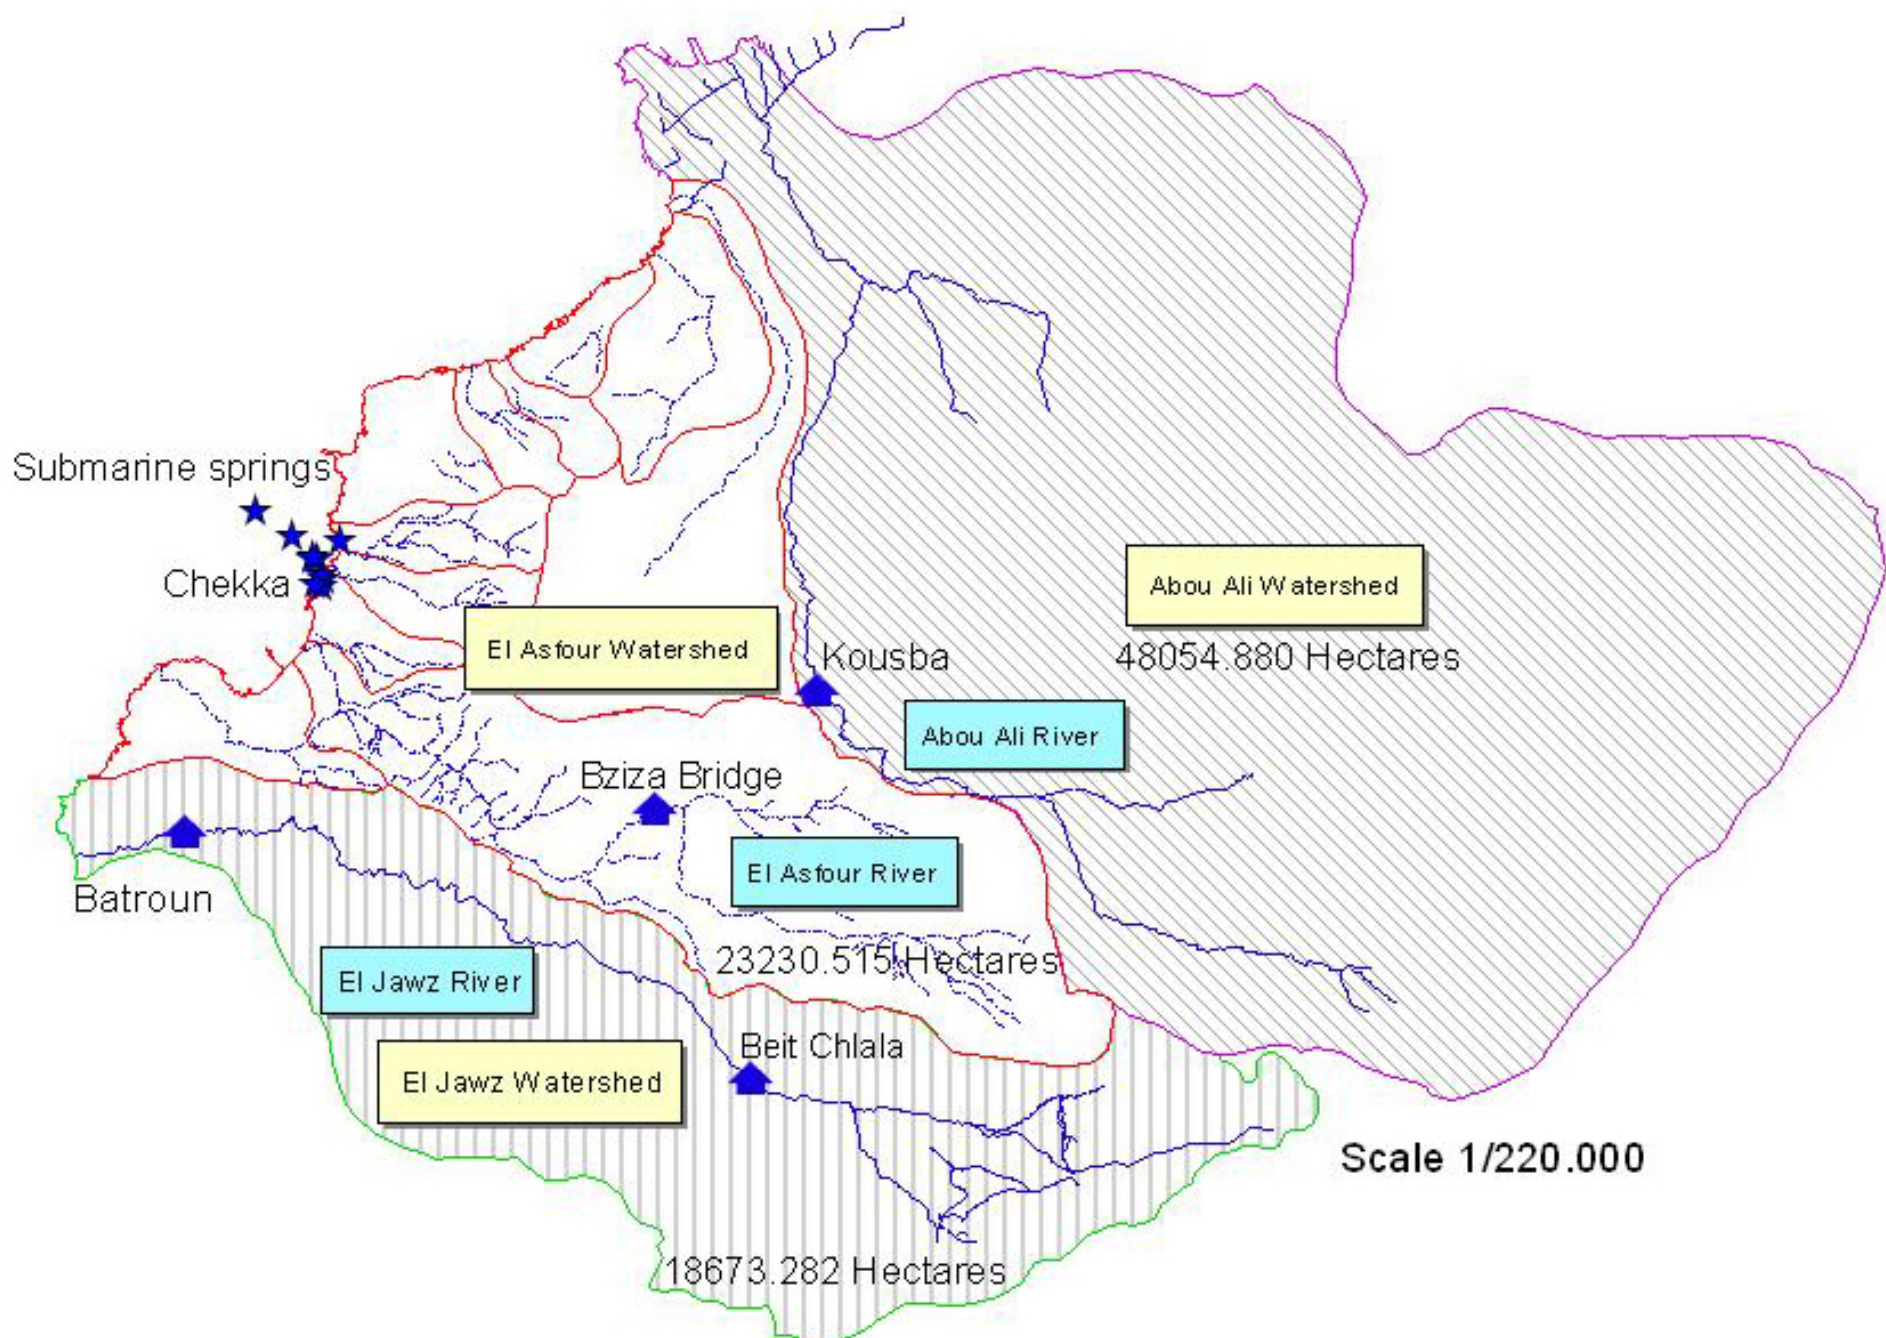 Submarine springs
Chekka
El Asfour Watershed
Abou Ali Watershed
48054.880 Hectares
Kousba
Abou Ali River
Bziza Bridge
Batroun
El Asfour River
23230.515 Hectares
El Jawz River
Beit Chlala
El Jawz Watershed
Scale 1/220.000
18673.282 Hectares